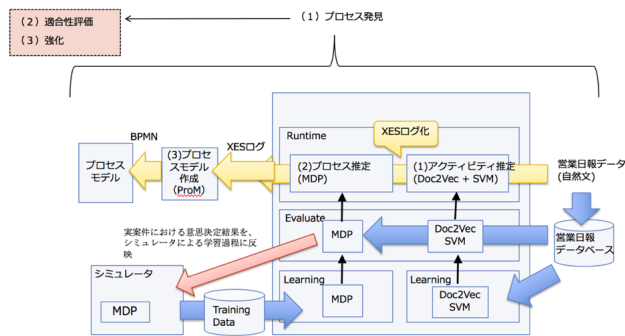 (2)適合性評価
(3)強化
(1)プロセス発見
XESログ化
Runtime
BPMN
XESログ
プロセス
モデル
(3)プロセ
スモデル
作成
(ProM)
(2)プロセス推定
(MDP)
(1)アクティビティ推定
(Doc2Vec + SVM)
営業日報データ
(自然文)
実案件における意思決定結果を、
シミュレータによる学習過程に反
映
Evaluate
MDP
Doc2Vec
SVM
営業日報
データベース
シミュレータ
MDP
Training
Data
Learning
MDP
Learning
Doc2Vec
SVM